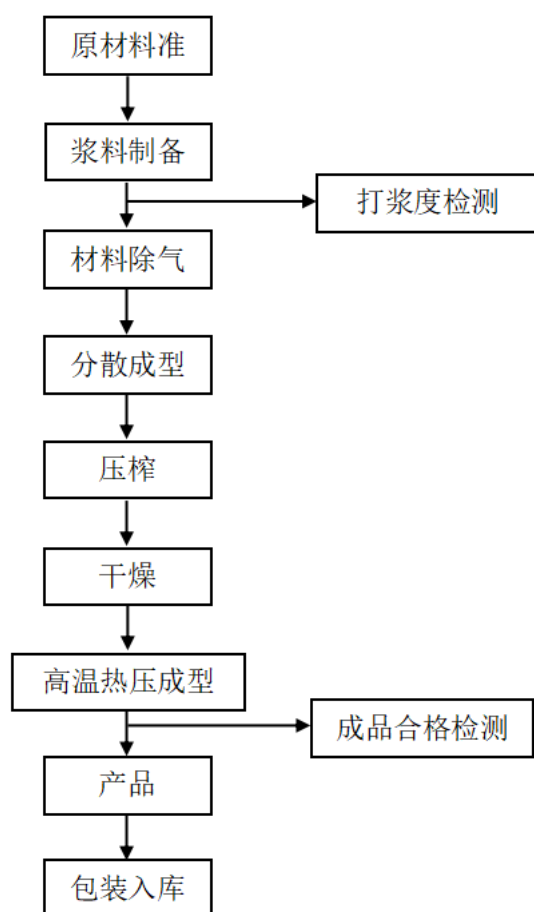 原材料准
浆料制备
打浆度检测
材料除气
分散成型
压榨
干燥
高温热压成型
成品合格检测
产品
包装入库